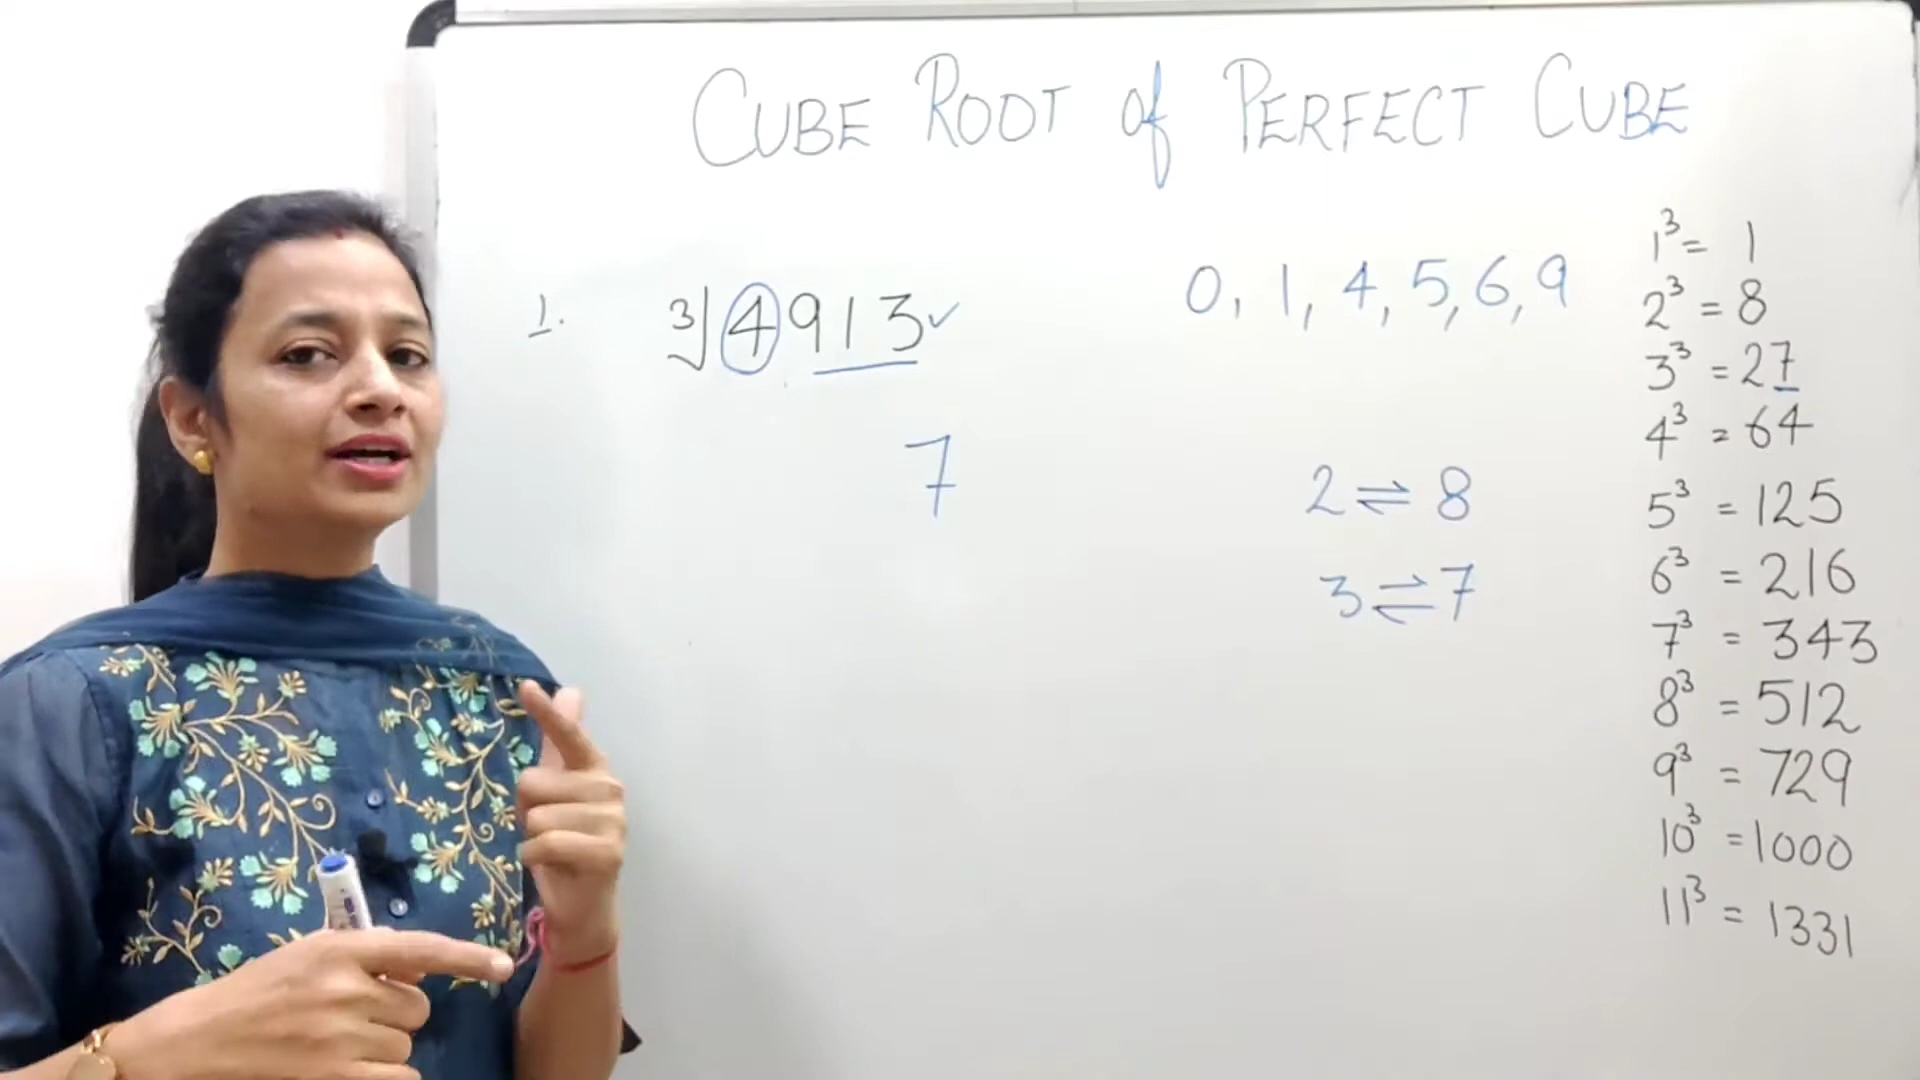 CUBE ROOT of PERFECT CUBE
1. ∛4913 ✓
7
0, 1, 4, 5, 6, 9
2 ⇌ 8
3 ⇌ 7
1³ = 1
2³ = 8
3³ = 27
4³ = 64
5³ = 125
6³ = 216
7³ = 343
8³ = 512
9³ = 729
10³ = 1000
11³ = 1331